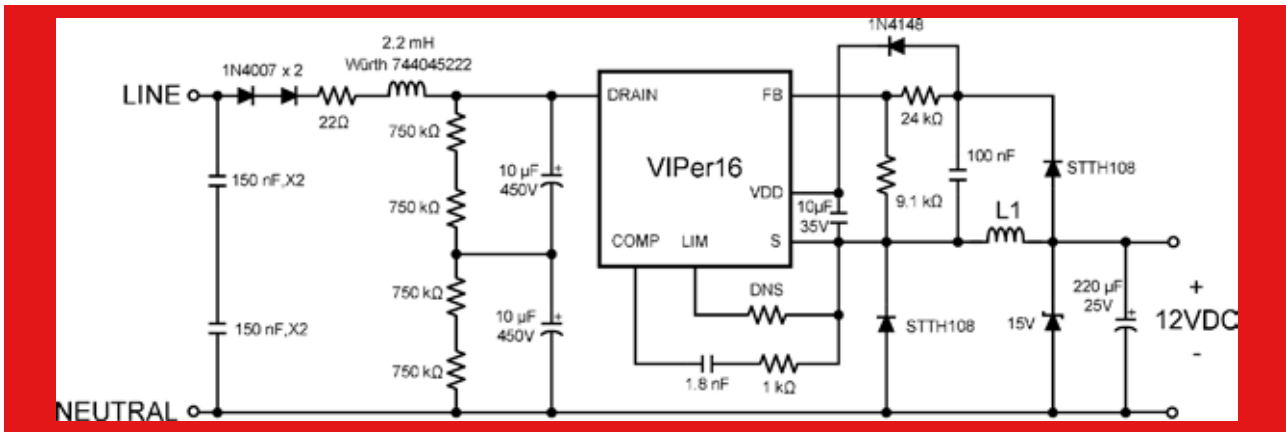 1N4148
2.2 mH
Würth 744045222
1N4007 x 2
LINE
DRAIN
FB
22Ω
24 kΩ
750 kΩ
100 nF
10 µF
450V
VIPer16
STTH108
150 nF,X2
VDD
9.1 kΩ
750 kΩ
10µF
35V
L1
COMP
LIM
S
750 kΩ
DNS
220 µF
25V
+
12VDC
-
10 µF
450V
150 nF,X2
STTH108
15V
750 kΩ
1.8 nF
1 kΩ
NEUTRAL